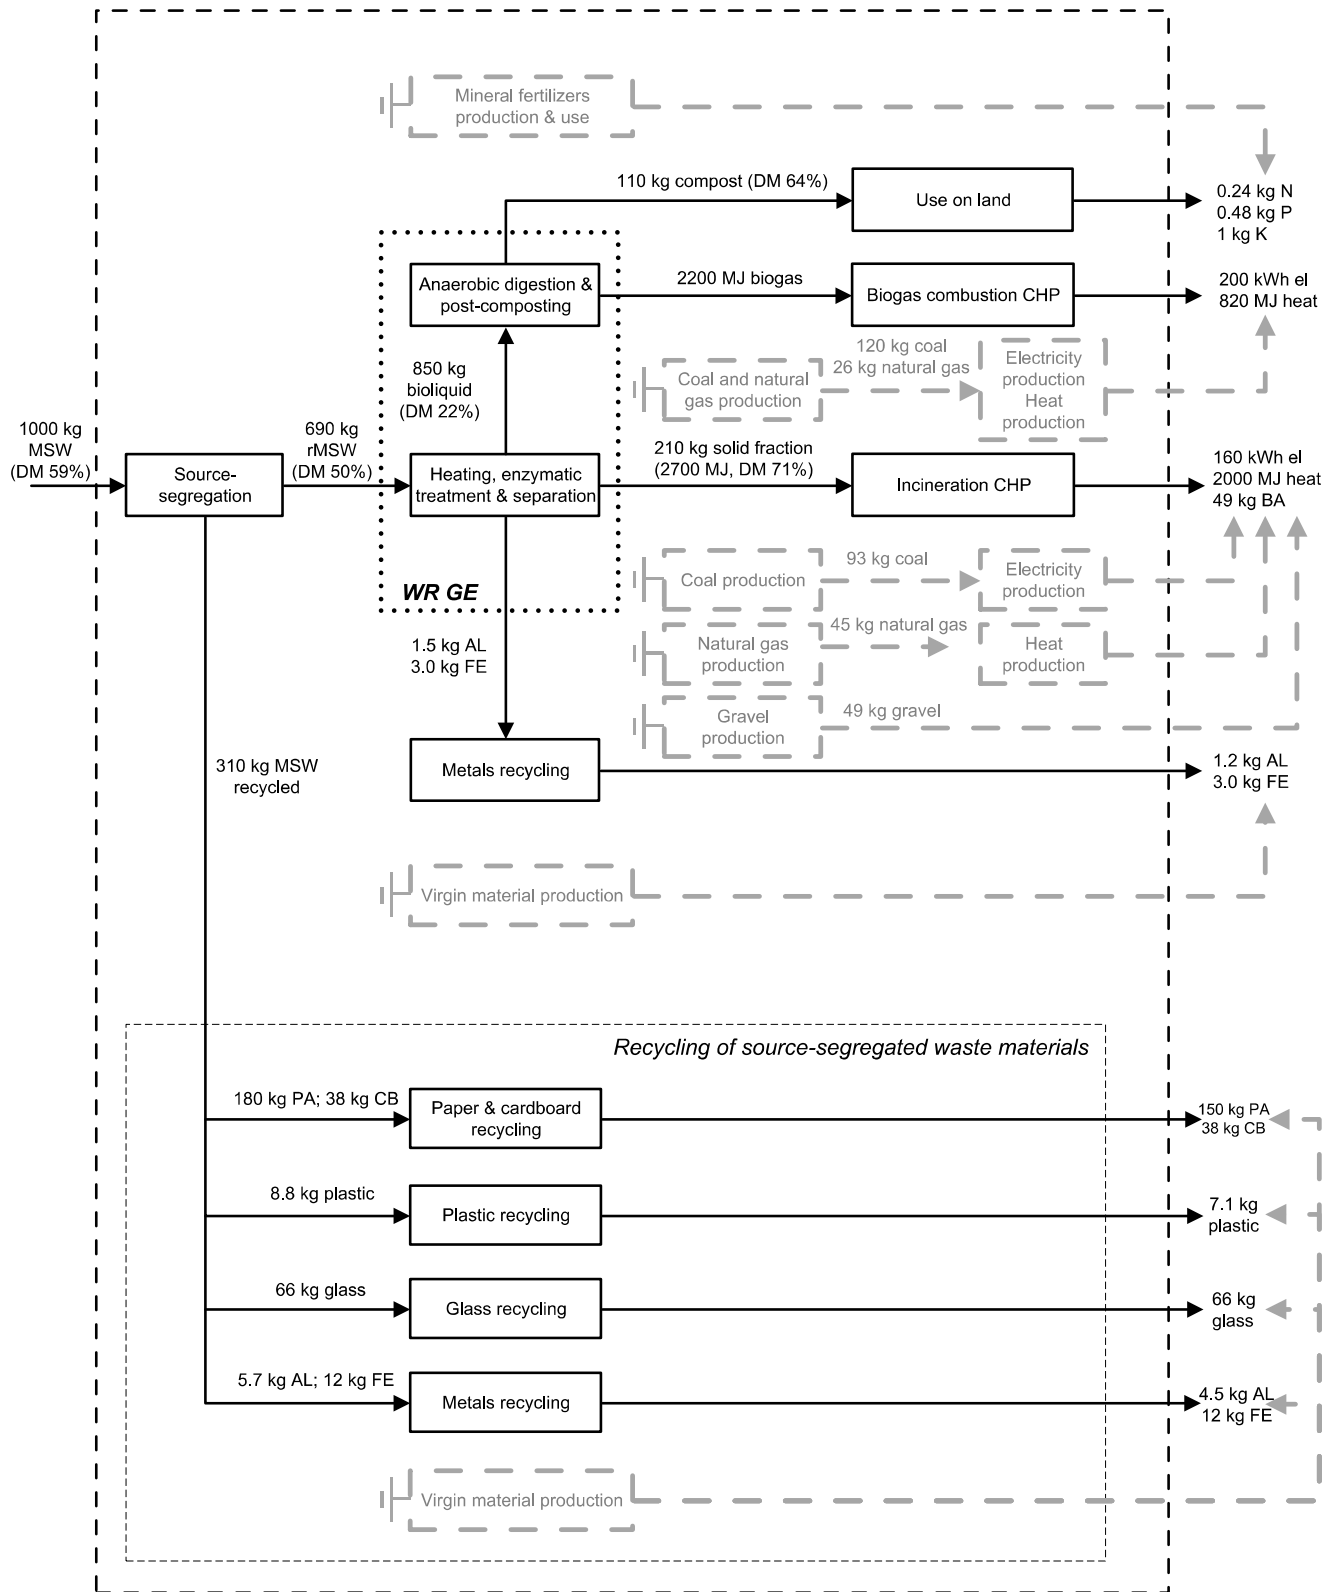 Mineral fertilizers
production & use
110 kg compost (DM 64%)
Use on land
0.24 kg N
0.48 kg P
1 kg K
Anaerobic digestion &
post-composting
2200 MJ biogas
Biogas combustion CHP
200 kWh el
820 MJ heat
850 kg
bioliquid
(DM 22%)
Coal and natural
gas production
120 kg coal
26 kg natural gas
Electricity
production
Heat
production
1000 kg
MSW
(DM 59%)
Source-
segregation
690 kg
rMSW
(DM 50%)
Heating, enzymatic
treatment & separation
210 kg solid fraction
(2700 MJ, DM 71%)
Incineration CHP
160 kWh el
2000 MJ heat
49 kg BA
WR GE
Coal production
93 kg coal
Electricity
production
1.5 kg AL
3.0 kg FE
Natural gas
production
45 kg natural gas
Heat
production
Gravel
production
49 kg gravel
310 kg MSW
recycled
Metals recycling
1.2 kg AL
3.0 kg FE
Virgin material production
Recycling of source-segregated waste materials
180 kg PA; 38 kg CB
Paper & cardboard
recycling
150 kg PA
38 kg CB
8.8 kg plastic
Plastic recycling
7.1 kg
plastic
66 kg glass
Glass recycling
66 kg
glass
5.7 kg AL; 12 kg FE
Metals recycling
4.5 kg AL
12 kg FE
Virgin material production